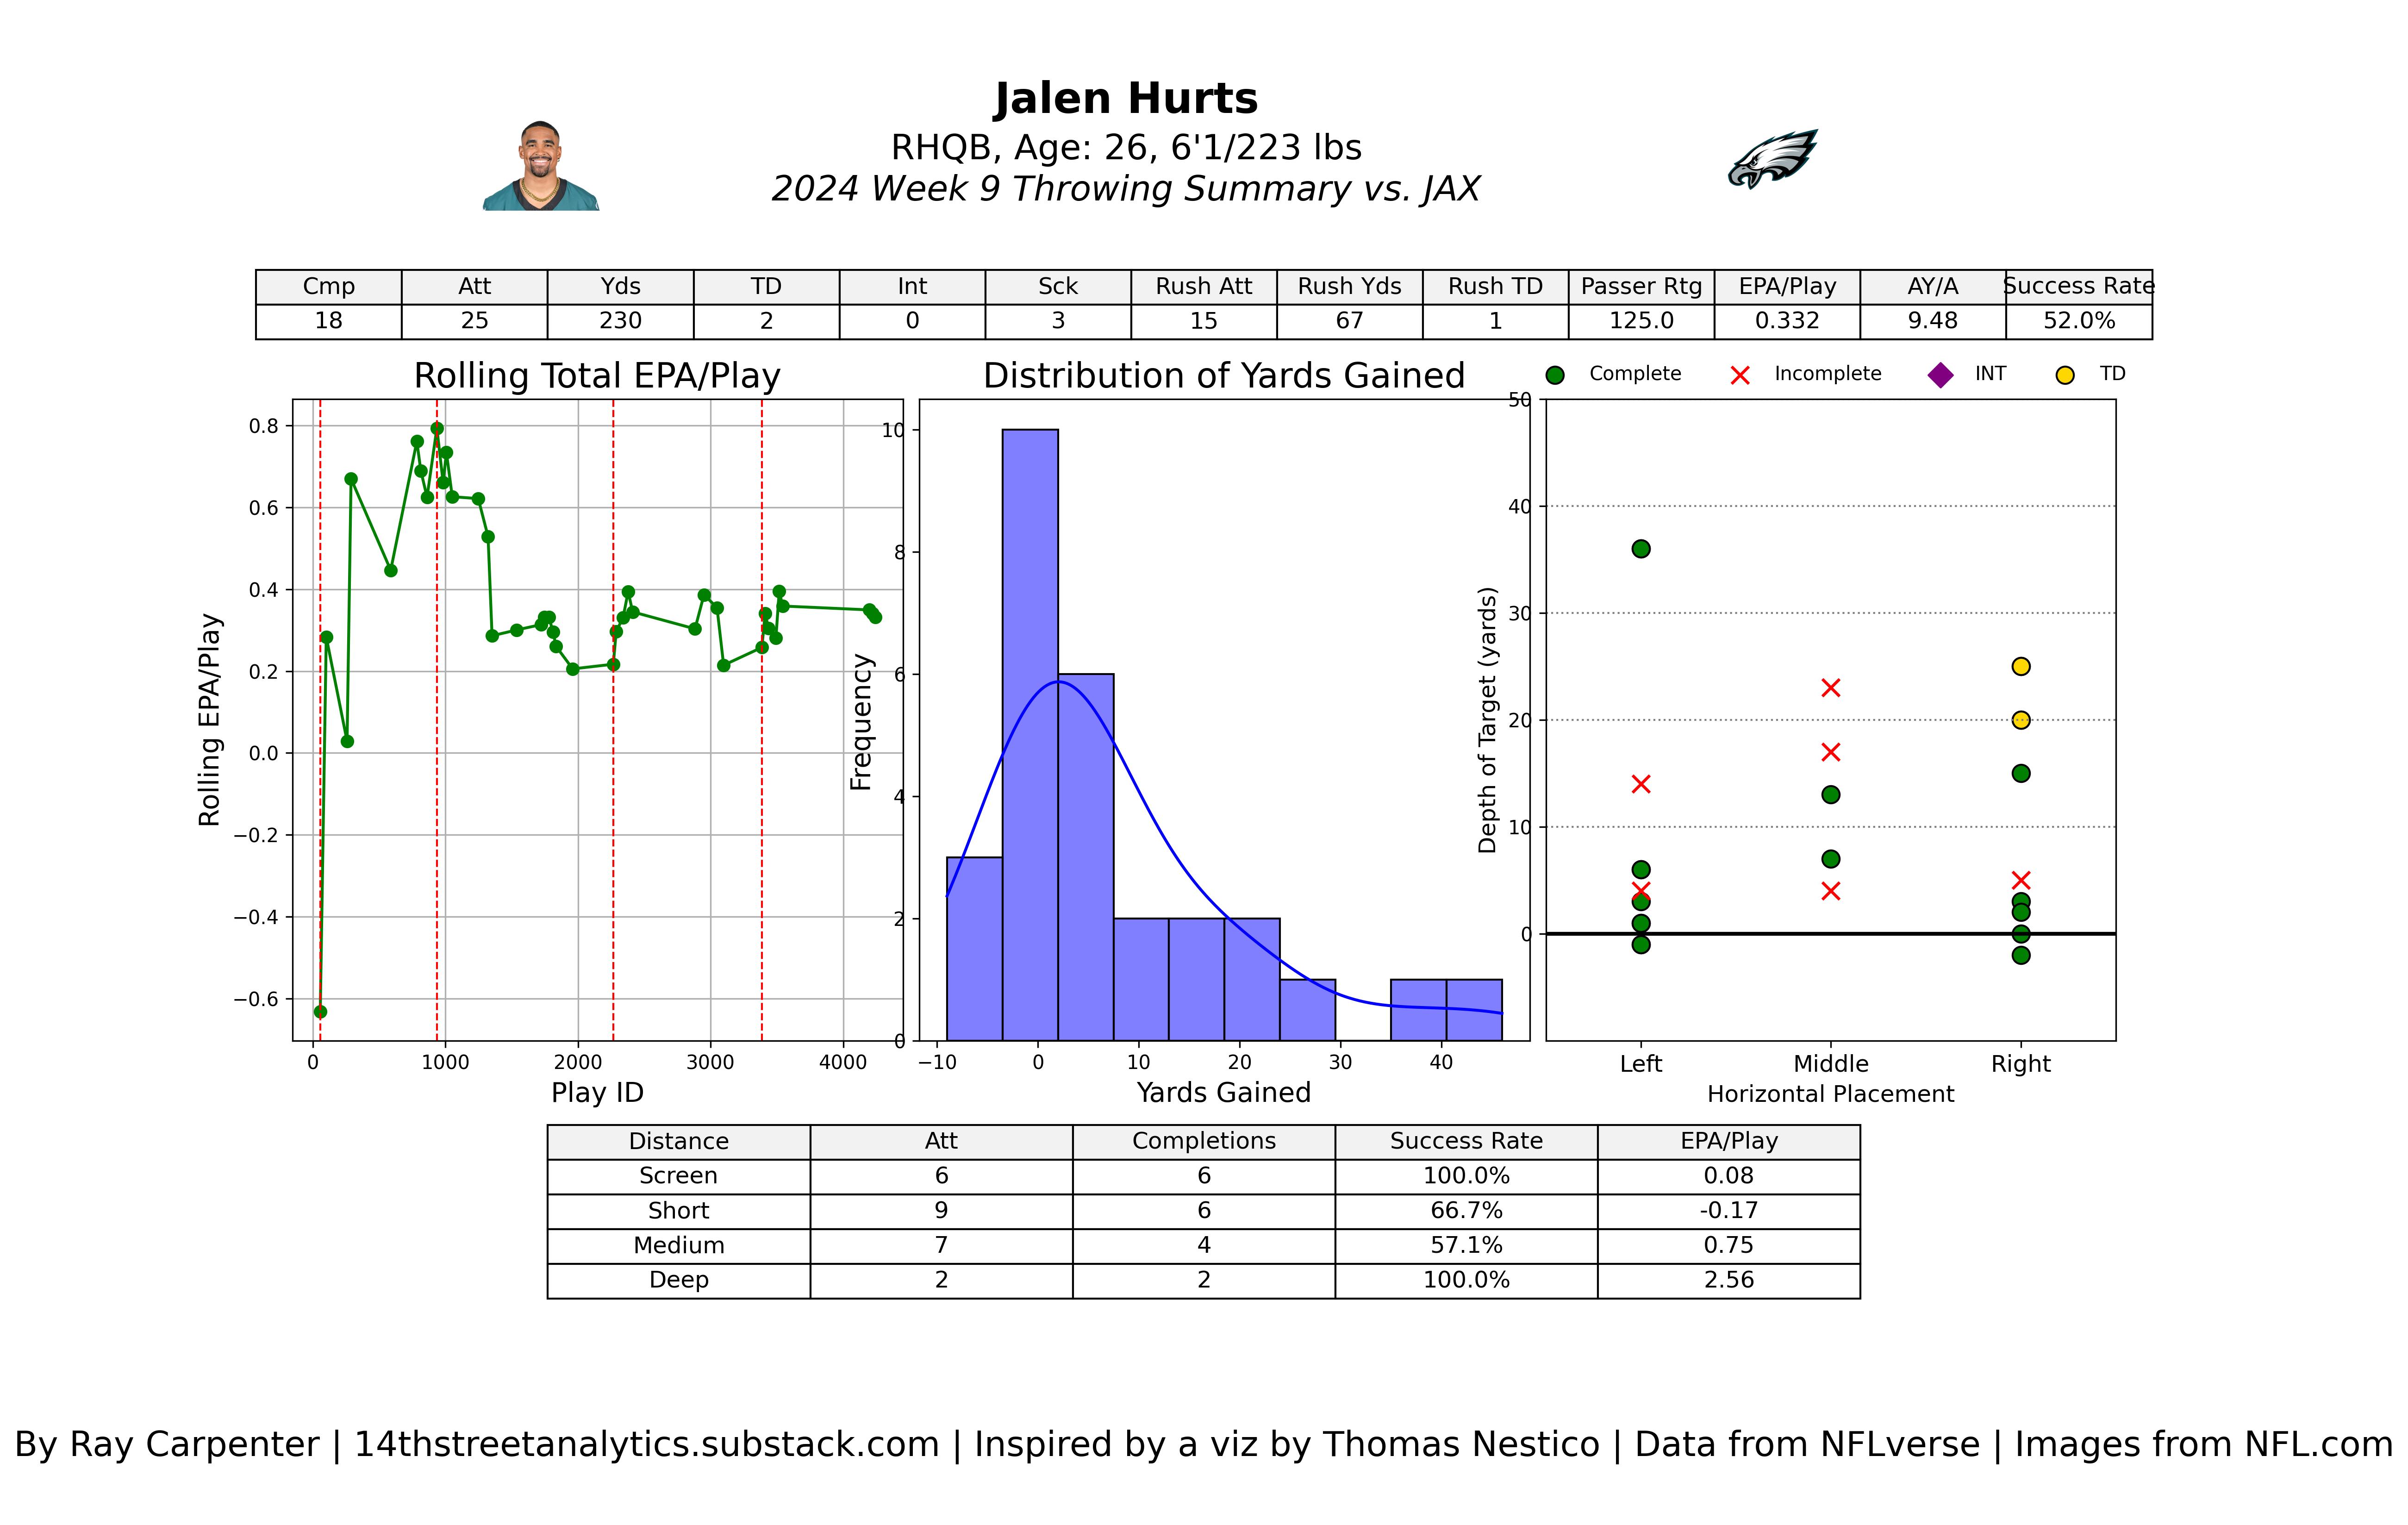 Jalen Hurts
RHQB, Age: 26, 6'1/223 lbs
2024 Week 9 Throwing Summary vs. JAX
Cmp Att Yds TD Int Sck Rush Att Rush Yds Rush TD Passer Rtg EPA/Play AY/A Success Rate
18 25 230 2 0 3 15 67 1 125.0 0.332 9.48 52.0%
Rolling Total EPA/Play
0.8
0.6
0.4
0.2
0.0
−0.2
−0.4
−0.6
Rolling EPA/Play
0 1000 2000 3000 4000
Play ID
Distribution of Yards Gained
10
8
6
4
2
0
Frequency
−10 0 10 20 30 40
Yards Gained
Complete Incomplete INT TD
50
40
30
20
10
0
Depth of Target (yards)
Left Middle Right
Horizontal Placement
Distance Att Completions Success Rate EPA/Play
Screen 6 6 100.0% 0.08
Short 9 6 66.7% -0.17
Medium 7 4 57.1% 0.75
Deep 2 2 100.0% 2.56
By Ray Carpenter | 14thstreetanalytics.substack.com | Inspired by a viz by Thomas Nestico | Data from NFLverse | Images from NFL.com